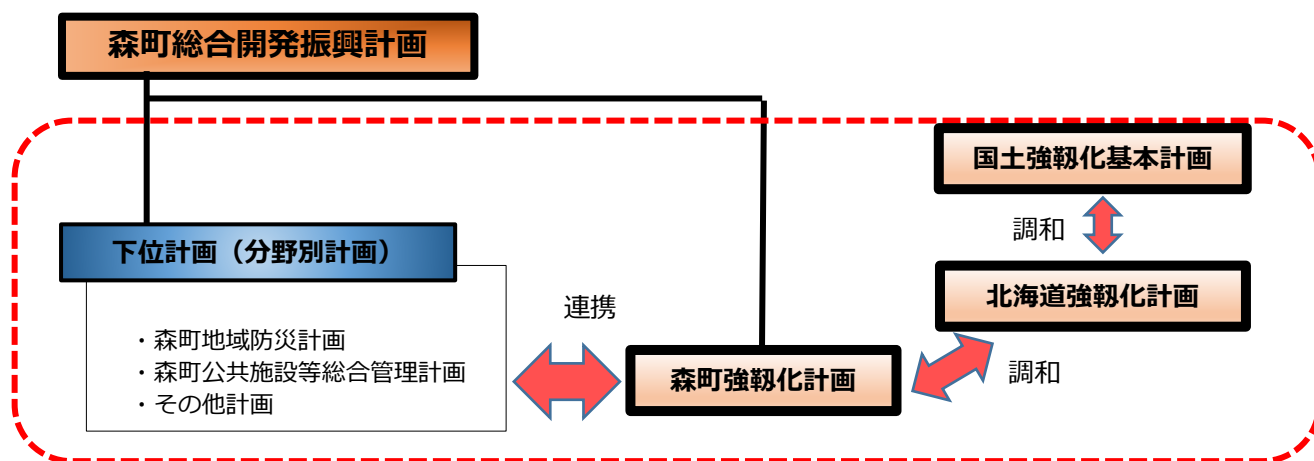 森町総合開発振興計画
国土強靱化基本計画
調和
下位計画（分野別計画）
北海道強靱化計画
連携
・森町地域防災計画
・森町公共施設等総合管理計画
・その他計画
森町強靱化計画
調和